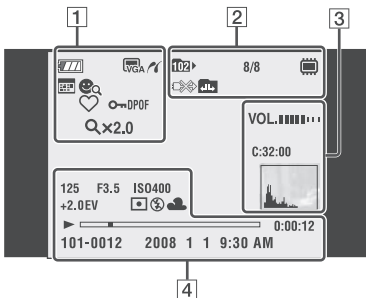 1
2
3
VGA
102
8/8
DPOF
×2.0
VOL.
C:32:00
125 F3.5 ISO400
+2.0EV
0:00:12
101-0012 2008 1 1 9:30 AM
4